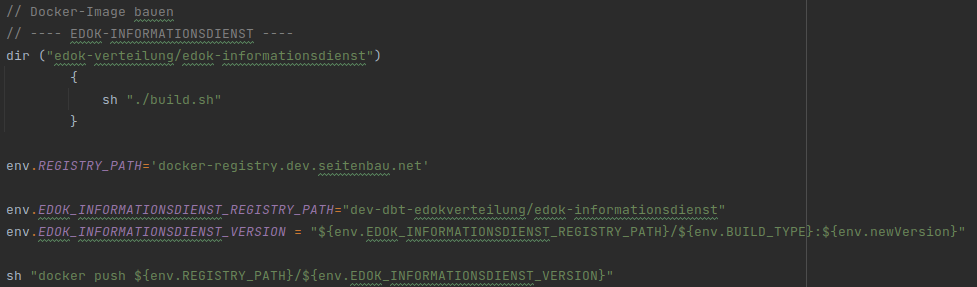 // Docker-Image bauen
// ---- EDOK-INFORMATIONSDIENST ----
dir ("edok-verteilung/edok-informationsdienst")
{
sh "./build.sh"
}
env.REGISTRY_PATH='docker-registry.dev.seitenbau.net'
env.EDOK_INFORMATIONSDIENST_REGISTRY_PATH="dev-dbt-edokverteilung/edok-informationsdienst"
env.EDOK_INFORMATIONSDIENST_VERSION = "${env.EDOK_INFORMATIONSDIENST_REGISTRY_PATH}/${env.BUILD_TYPE}:${env.newVersion}"
sh "docker push ${env.REGISTRY_PATH}/${env.EDOK_INFORMATIONSDIENST_VERSION}"